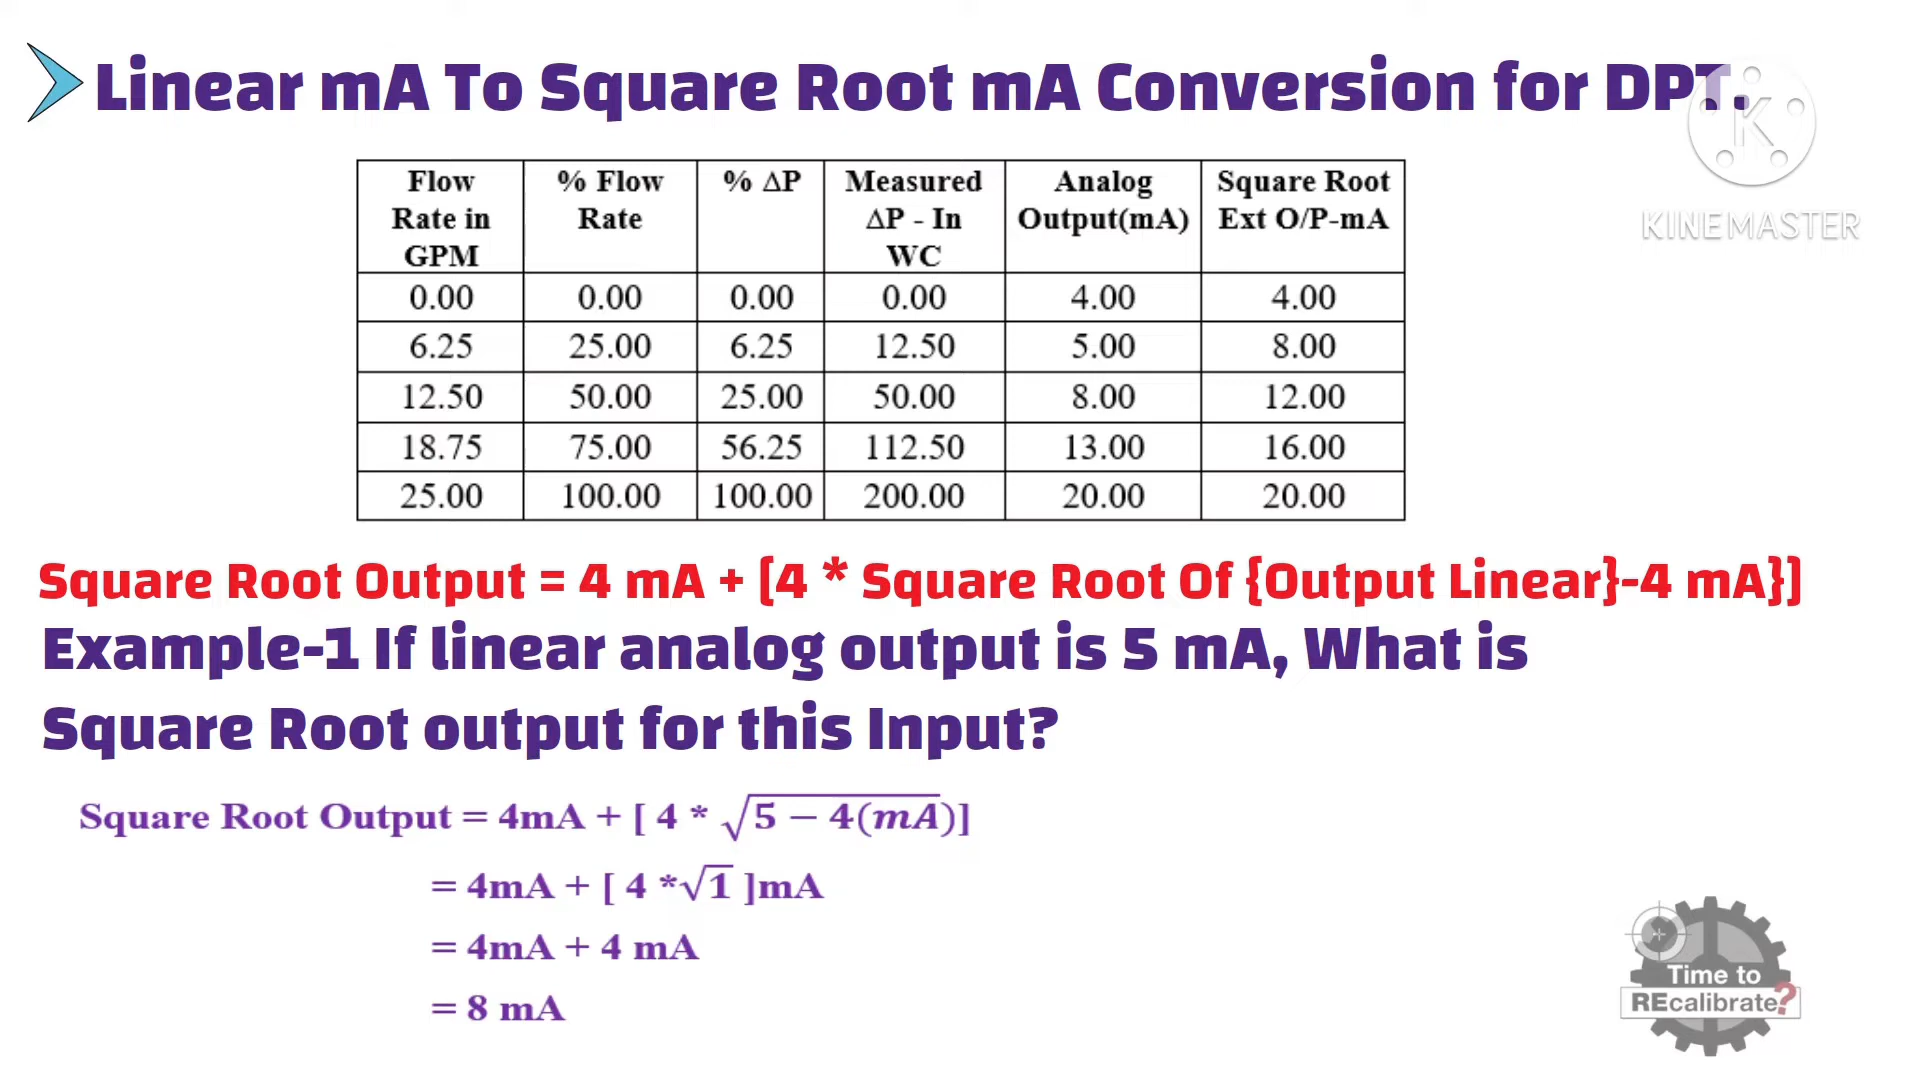 Linear mA To Square Root mA Conversion for DPT.
KINEMASTER
Flow Rate in GPM % Flow Rate % ΔP Measured ΔP - In WC Analog Output(mA) Square Root Ext O/P-mA
0.00 0.00 0.00 0.00 4.00 4.00
6.25 25.00 6.25 12.50 5.00 8.00
12.50 50.00 25.00 50.00 8.00 12.00
18.75 75.00 56.25 112.50 13.00 16.00
25.00 100.00 100.00 200.00 20.00 20.00
Square Root Output = 4 mA + [4 * Square Root Of {Output Linear}-4 mA}]
Example-1 If linear analog output is 5 mA, What is
Square Root output for this Input?
Square Root Output = 4mA + [ 4 * √5 − 4(mA)]
= 4mA + [ 4 *√1 ]mA
= 4mA + 4 mA
= 8 mA
Time to
REcalibrate?